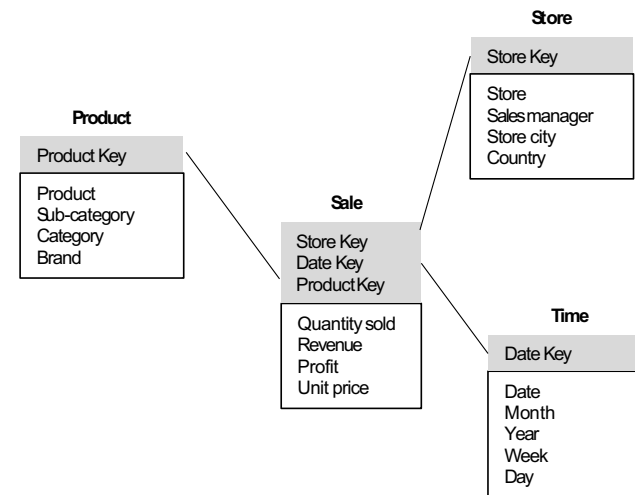 Store
Store Key
Store
Sales manager
Store city
Country
Product
Product Key
Product
Sub-category
Category
Brand
Sale
Store Key
Date Key
Product Key
Quantity sold
Revenue
Profit
Unit price
Time
Date Key
Date
Month
Year
Week
Day